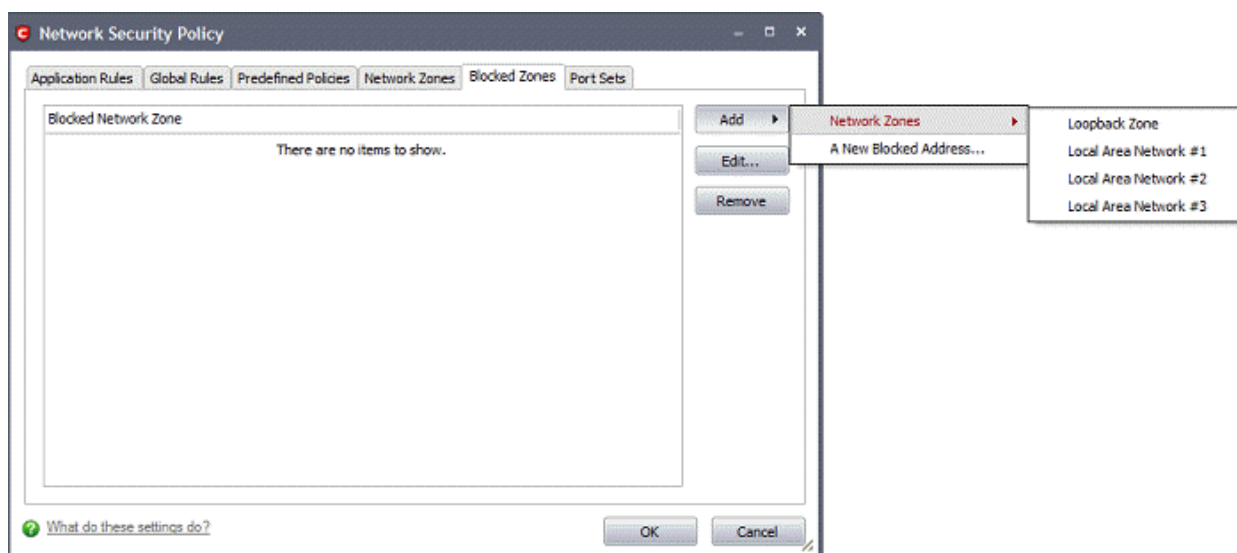 Network Security Policy
Application Rules Global Rules Predefined Policies Network Zones Blocked Zones Port Sets
Blocked Network Zone
There are no items to show.
Add
Edit...
Remove
Network Zones
A New Blocked Address...
Loopback Zone
Local Area Network #1
Local Area Network #2
Local Area Network #3
What do these settings do?
OK Cancel